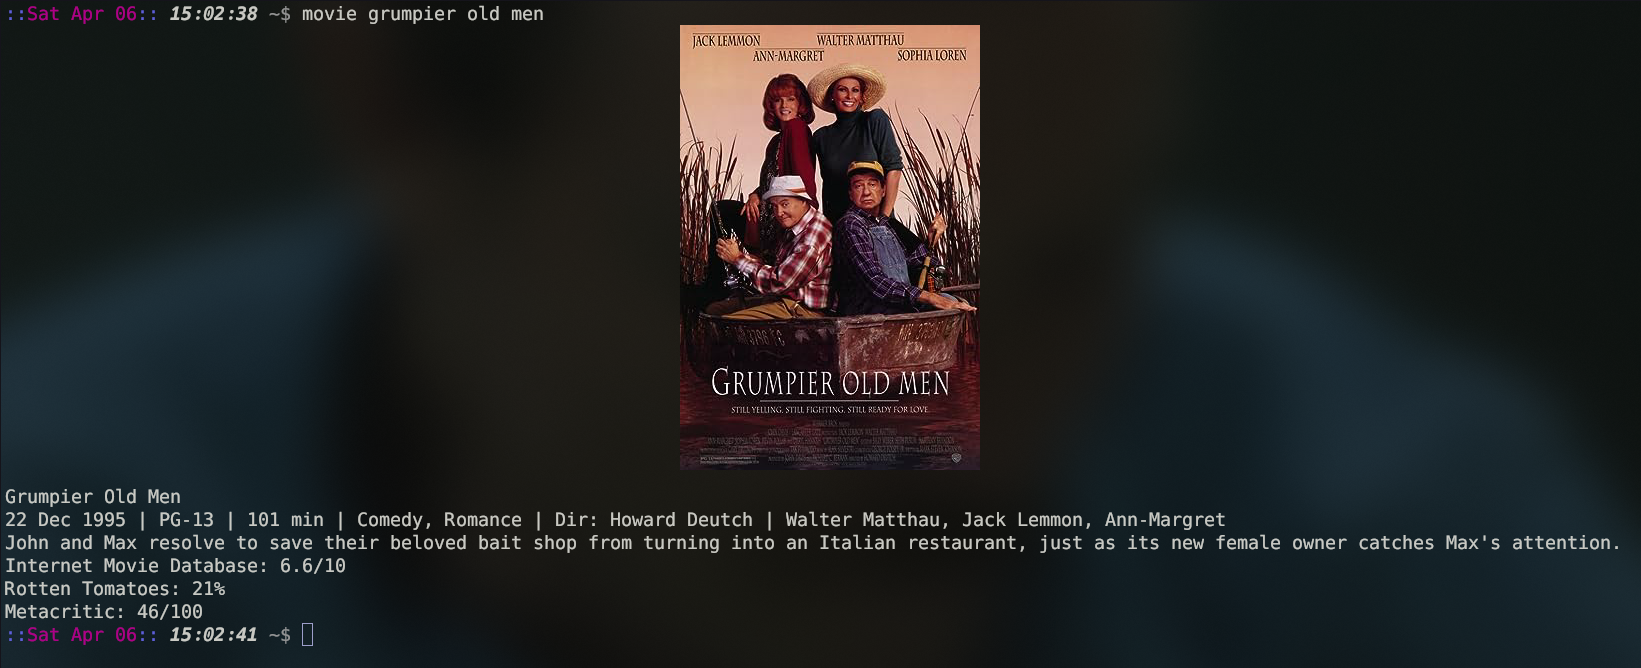 ::Sat Apr 06:: 15:02:38 ~$ movie grumpier old men
JACK LEMMON WALTER MATTHAU
ANN-MARGRET SOPHIA LOREN
GRUMPIER OLD MEN
STILL YELLING. STILL FIGHTING. STILL READY FOR LOVE.
Grumpier Old Men
22 Dec 1995 | PG-13 | 101 min | Comedy, Romance | Dir: Howard Deutch | Walter Matthau, Jack Lemmon, Ann-Margret
John and Max resolve to save their beloved bait shop from turning into an Italian restaurant, just as its new female owner catches Max's attention.
Internet Movie Database: 6.6/10
Rotten Tomatoes: 21%
Metacritic: 46/100
::Sat Apr 06:: 15:02:41 ~$